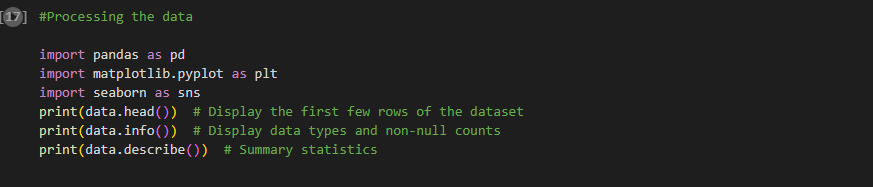 [17] #Processing the data
import pandas as pd
import matplotlib.pyplot as plt
import seaborn as sns
print(data.head())  # Display the first few rows of the dataset
print(data.info())  # Display data types and non-null counts
print(data.describe())  # Summary statistics